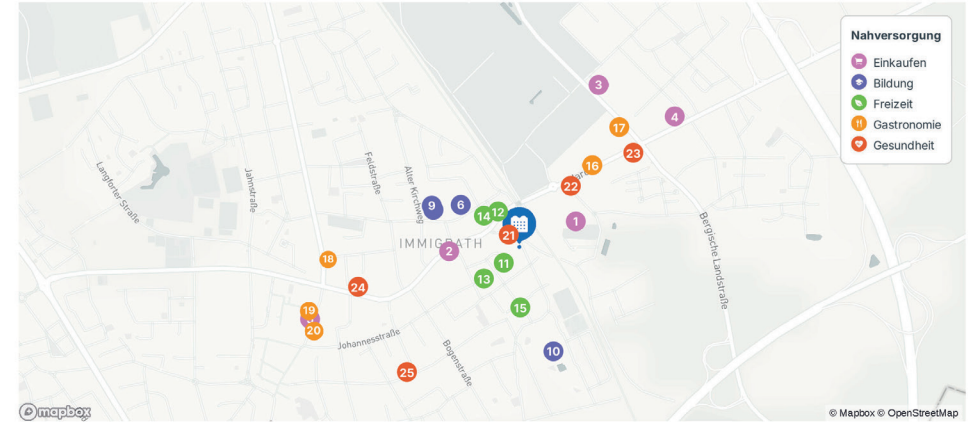 Nahversorgung
Einkaufen
Bildung
Freizeit
Gastronomie
Gesundheit
3
4
17
23
16
22
Langforter Straße
Jahnstraße
Feldstraße
Alter Kirchweg
9
6
14
12
1
21
IMMIGRATH
2
Bergische Landstraße
11
18
13
24
19
15
20
Johannesstraße
Bogenstraße
10
25
mapbox
© Mapbox © OpenStreetMap